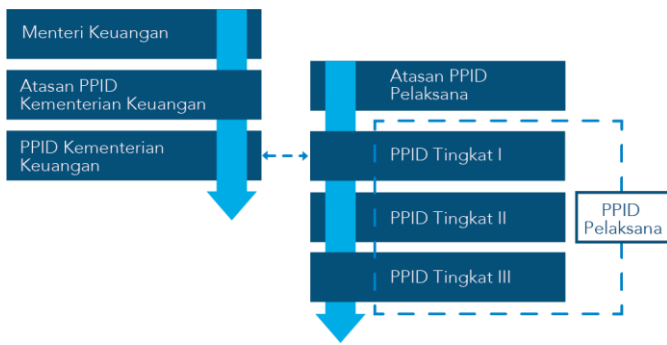 Menteri Keuangan
Atasan PPID
Kementerian Keuangan
PPID Kementerian
Keuangan
Atasan PPID
Pelaksana
PPID Tingkat I
PPID Tingkat II
PPID Tingkat III
PPID
Pelaksana